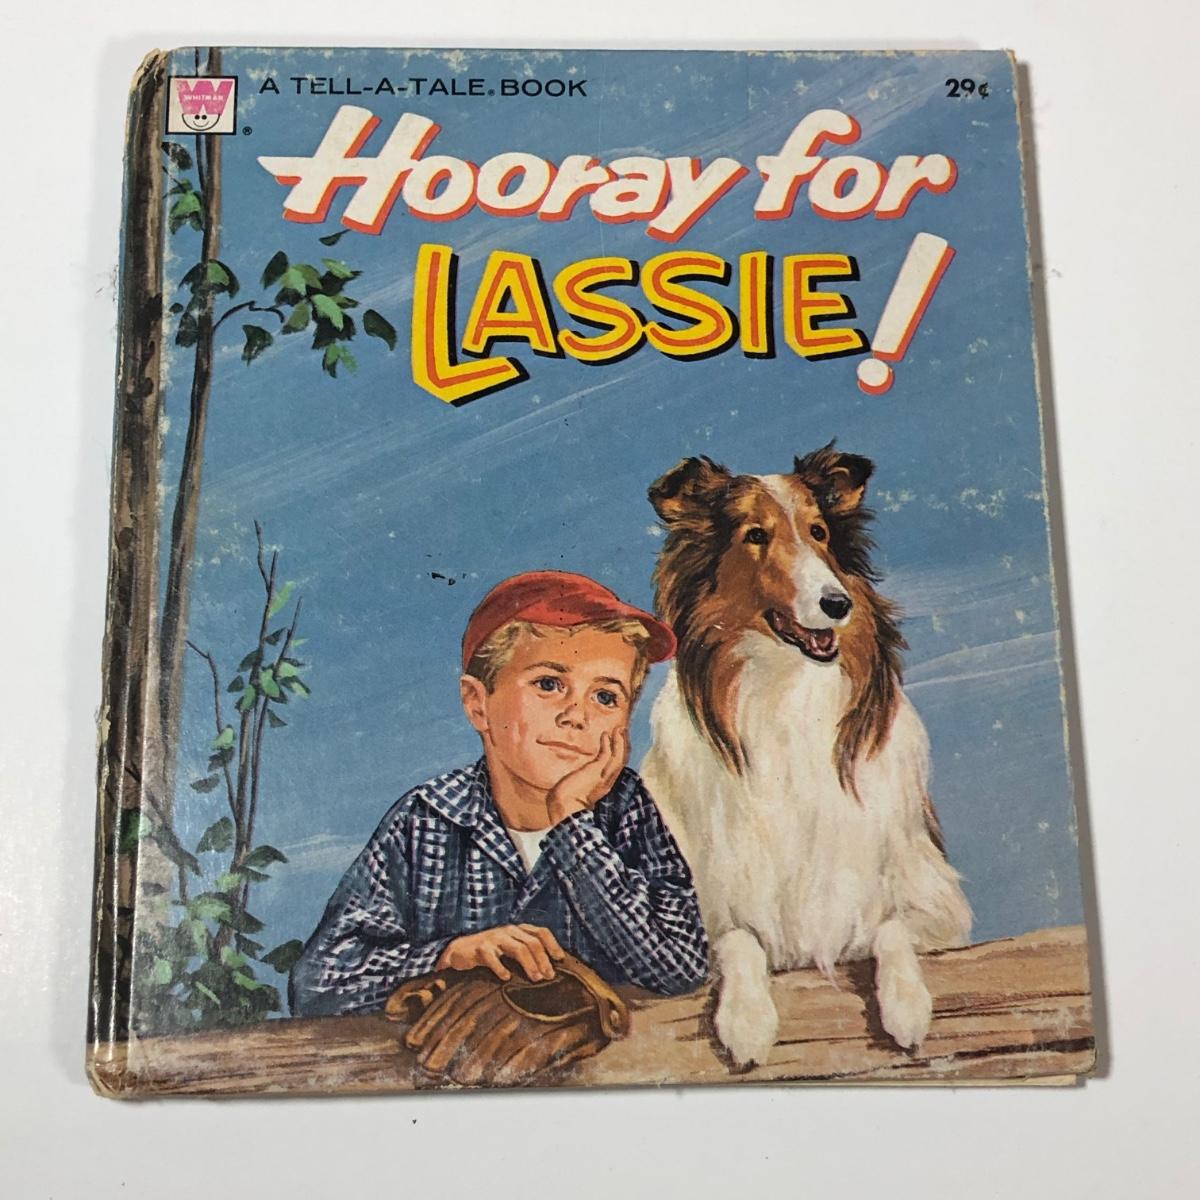 WHITMAN
®
A TELL-A-TALE® BOOK
29¢
Hooray for
LASSIE!